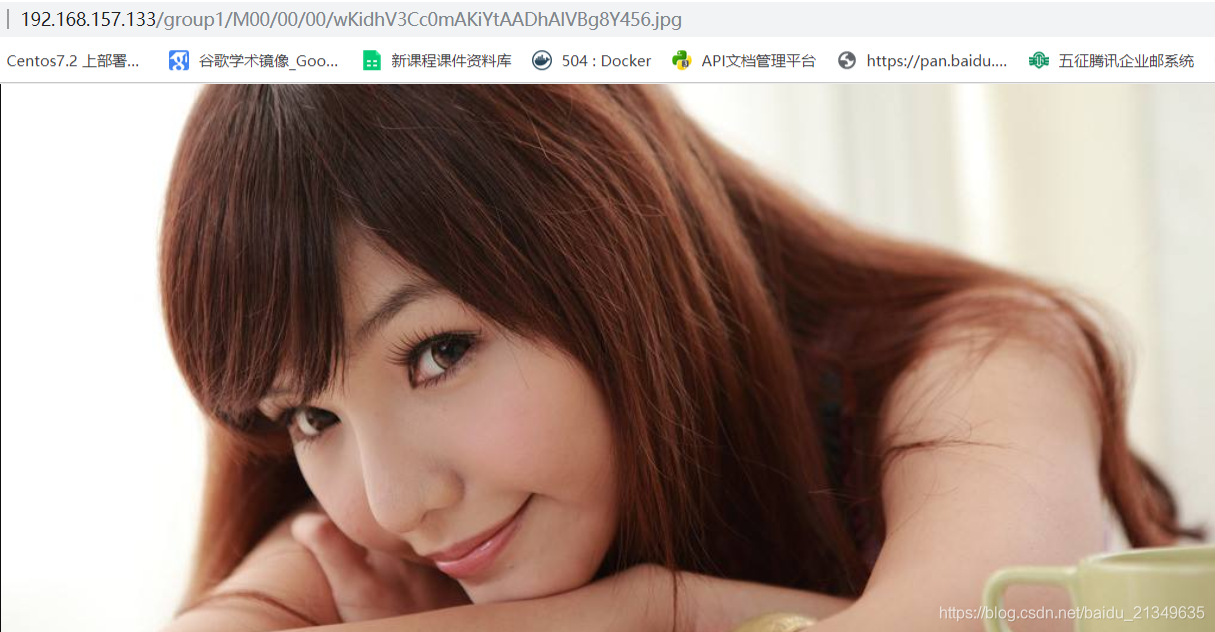 192.168.157.133/group1/M00/00/00/wKidhV3Cc0mAKiYtAADhAlVBg8Y456.jpg
Centos7.2 上部署... 谷歌学术镜像_Goo... 新课程课件资料库 504 : Docker API文档管理平台 https://pan.baidu.... 五征腾讯企业邮系统
https://blog.csdn.net/baidu_21349635